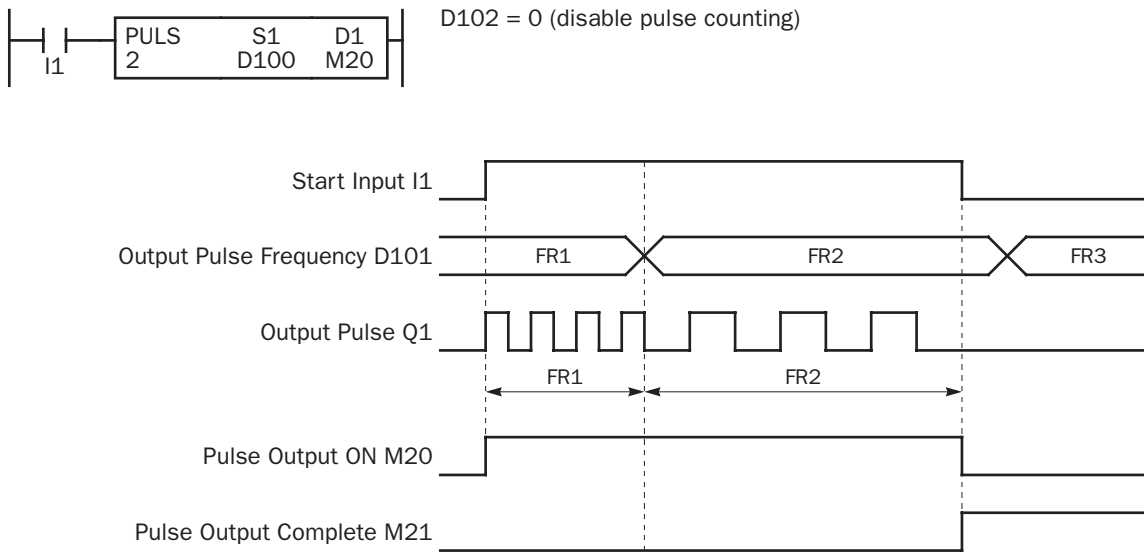 PULS S1 D1
2 D100 M20
I1
D102 = 0 (disable pulse counting)
Start Input I1
Output Pulse Frequency D101
FR1
FR2
FR3
Output Pulse Q1
FR1
FR2
Pulse Output ON M20
Pulse Output Complete M21